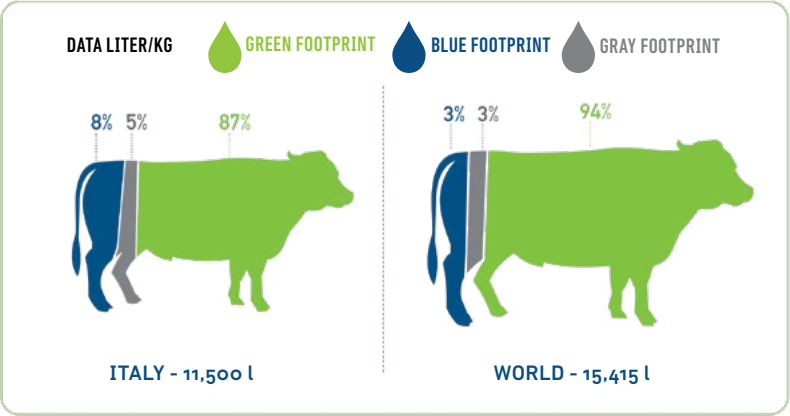 DATA LITER/KG GREEN FOOTPRINT BLUE FOOTPRINT GRAY FOOTPRINT
8% 5% 87%
3% 3% 94%
ITALY - 11,500 l
WORLD - 15,415 l